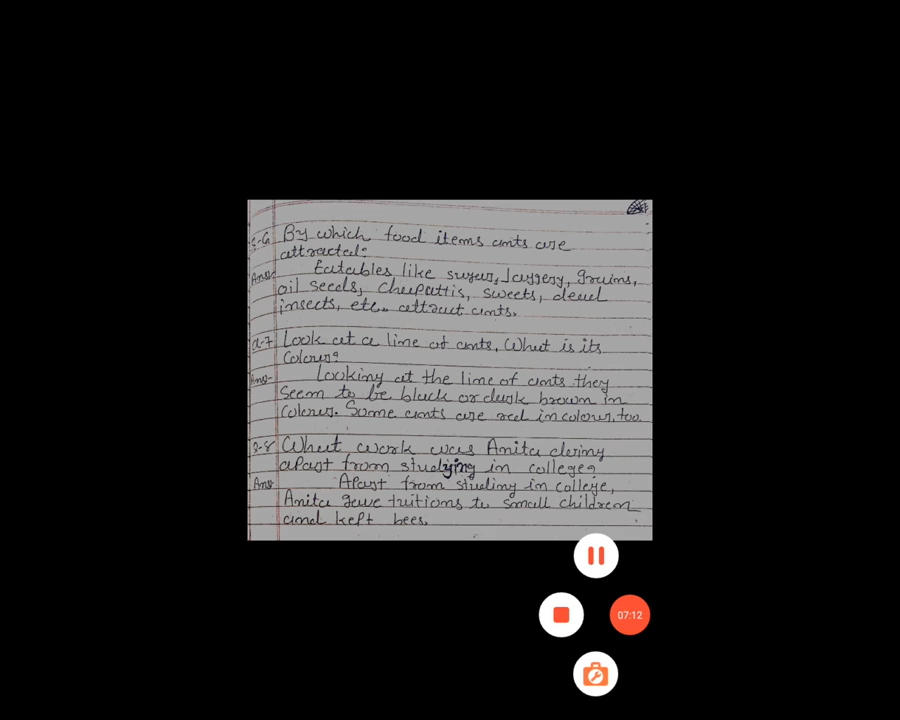 Q-6 By which food items ants are
attracted?
Ans- Eatables like sugar, Jaggery, grains,
oil seeds, chapattis, sweets, dead
insects, etc., attract ants.
Q-7 Look at a line of ants, What is its
Colour?
Ans- Looking at the line of ants they
seem to be black or dark brown in
colour. Some ants are red in colour, too.
Q-8 What work was Anita doing
apart from studying in college?
Ans Apart from studing in college,
Anita gave tuitions to small children
and kept bees.
07:12